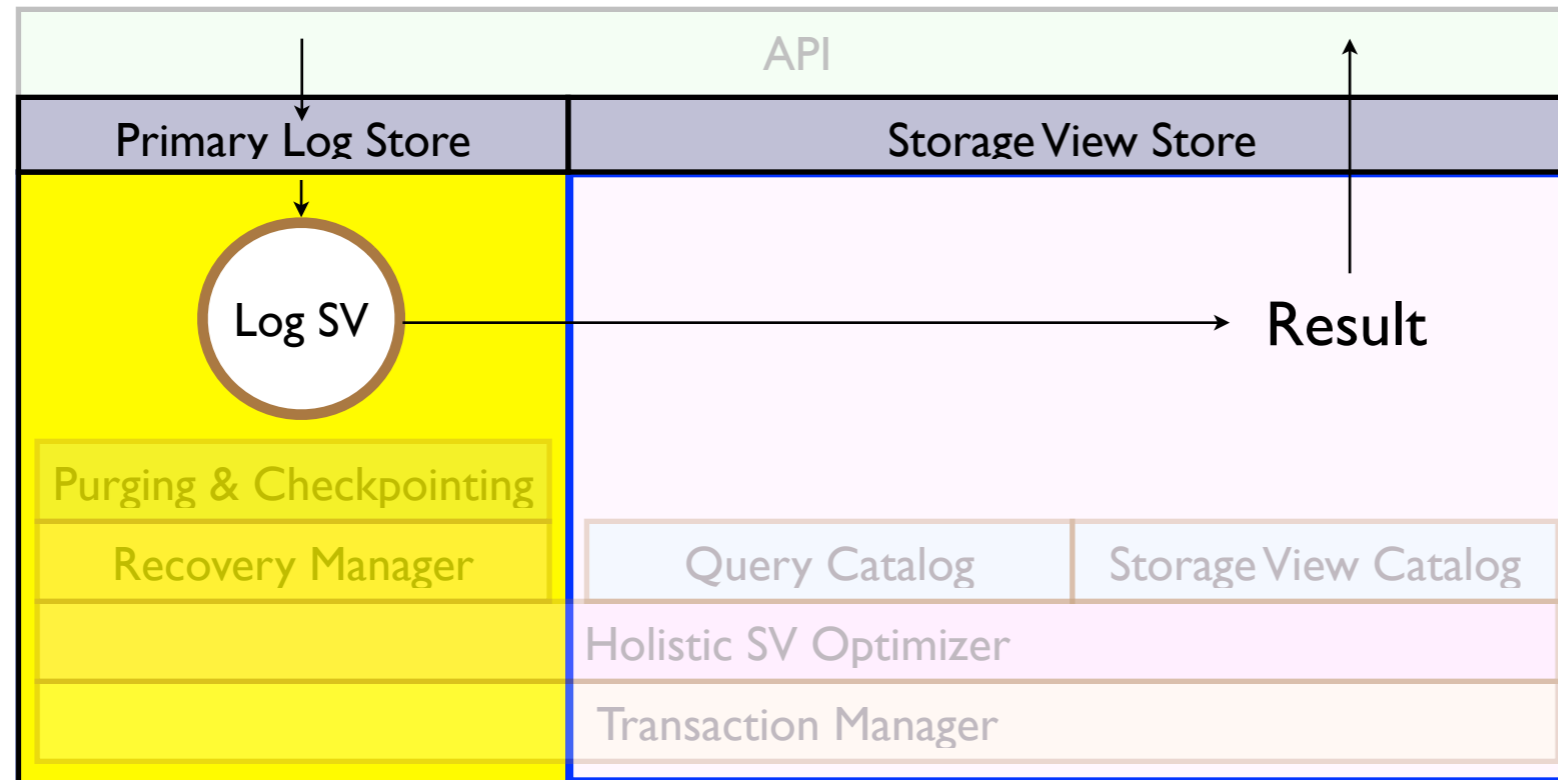 API
Primary Log Store
Storage View Store
Log SV
Result
Purging & Checkpointing
Recovery Manager
Query Catalog
Storage View Catalog
Holistic SV Optimizer
Transaction Manager